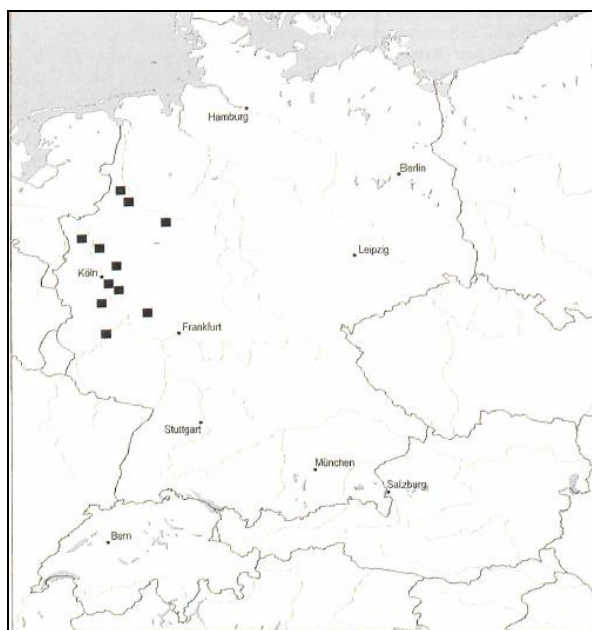 Hamburg
Berlin
Leipzig
Köln
Frankfurt
Stuttgart
München
Salzburg
Bern